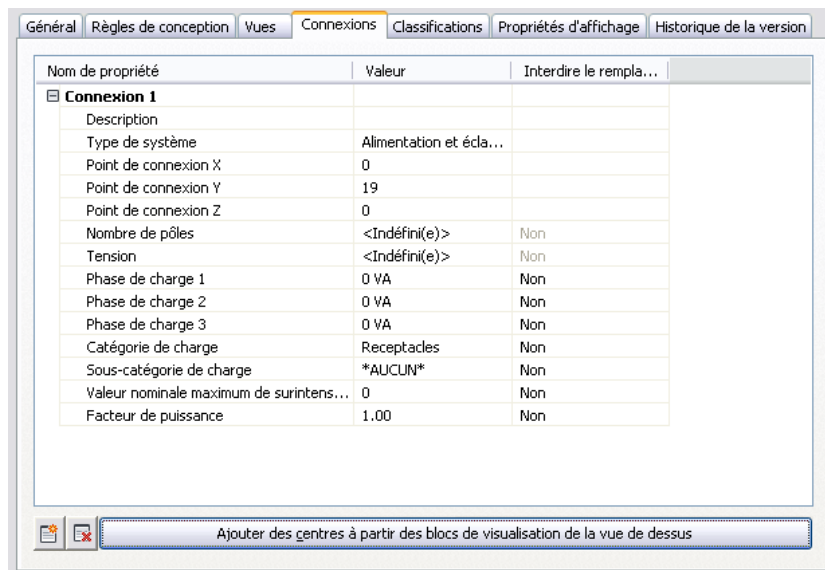 Général Règles de conception Vues Connexions Classifications Propriétés d'affichage Historique de la version
Nom de propriété Valeur Interdire le rempla...
Connexion 1
Description
Type de système Alimentation et écla...
Point de connexion X 0
Point de connexion Y 19
Point de connexion Z 0
Nombre de pôles <Indéfini(e)> Non
Tension <Indéfini(e)> Non
Phase de charge 1 0 VA Non
Phase de charge 2 0 VA Non
Phase de charge 3 0 VA Non
Catégorie de charge Receptacles Non
Sous-catégorie de charge *AUCUN* Non
Valeur nominale maximum de surintens... 0 Non
Facteur de puissance 1.00 Non
Ajouter des centres à partir des blocs de visualisation de la vue de dessus